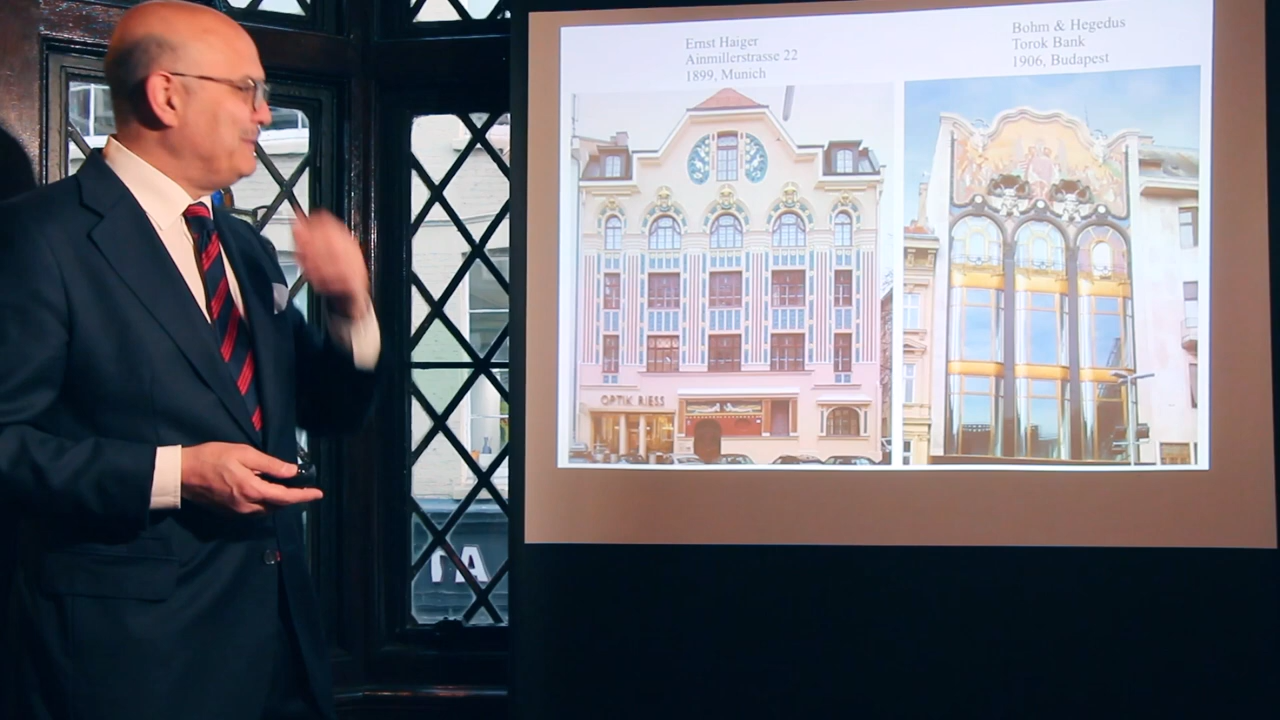 Ernst Haiger
Ainmillerstrasse 22
1899, Munich
Bohm & Hegedus
Torok Bank
1906, Budapest
OPTIK RIESS